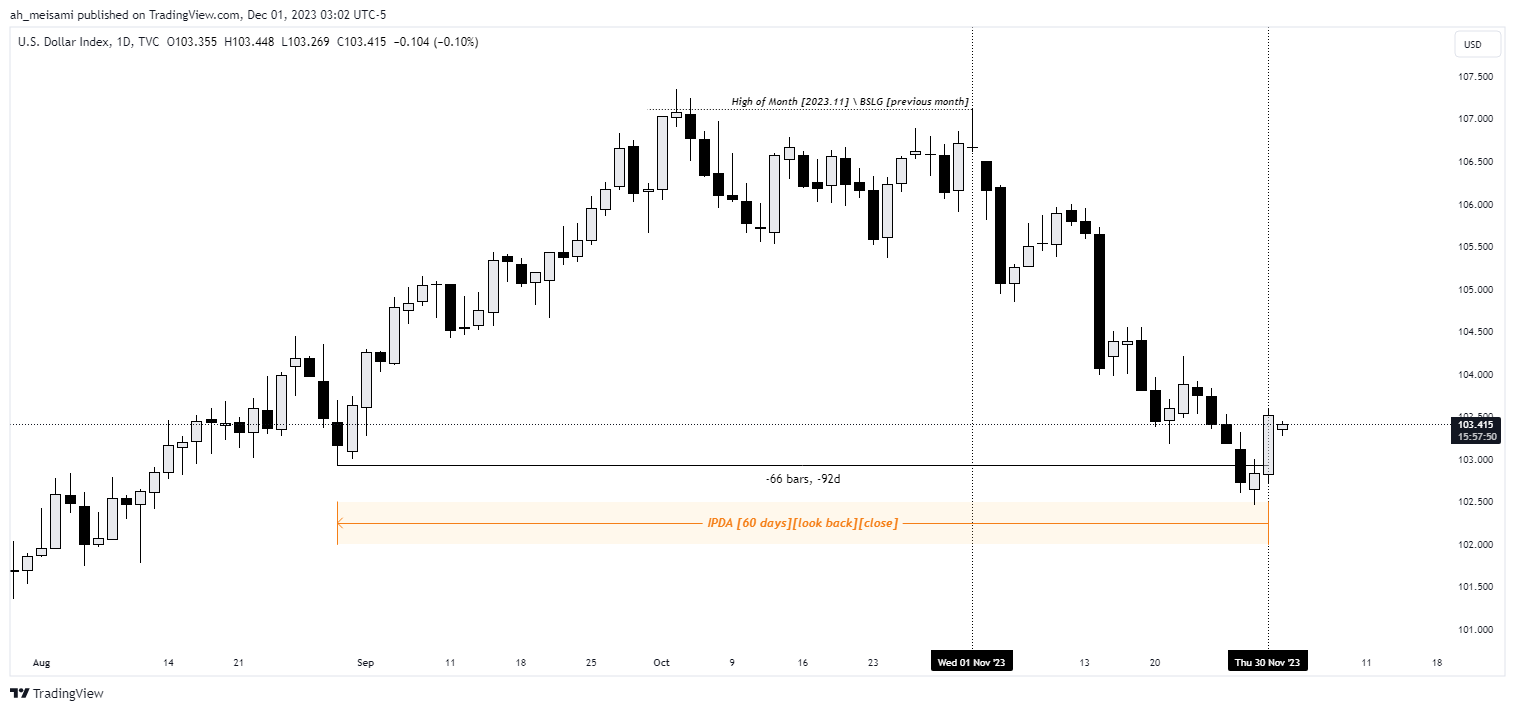 ah_meisami published on TradingView.com, Dec 01, 2023 03:02 UTC-5
U.S. Dollar Index, 1D, TVC O103.355 H103.448 L103.269 C103.415 −0.104 (−0.10%)
USD
107.500
High of Month [2023.11] \ BSLG [previous month]
107.000
106.500
106.000
105.500
105.000
104.500
104.000
103.500
103.415
15:57:50
103.000
-66 bars, -92d
102.500
IPDA [60 days][look back][close]
102.000
101.500
101.000
Aug 14 21 Sep 11 18 25 Oct 9 16 23 Wed 01 Nov '23 13 20 Thu 30 Nov '23 11 18
TradingView